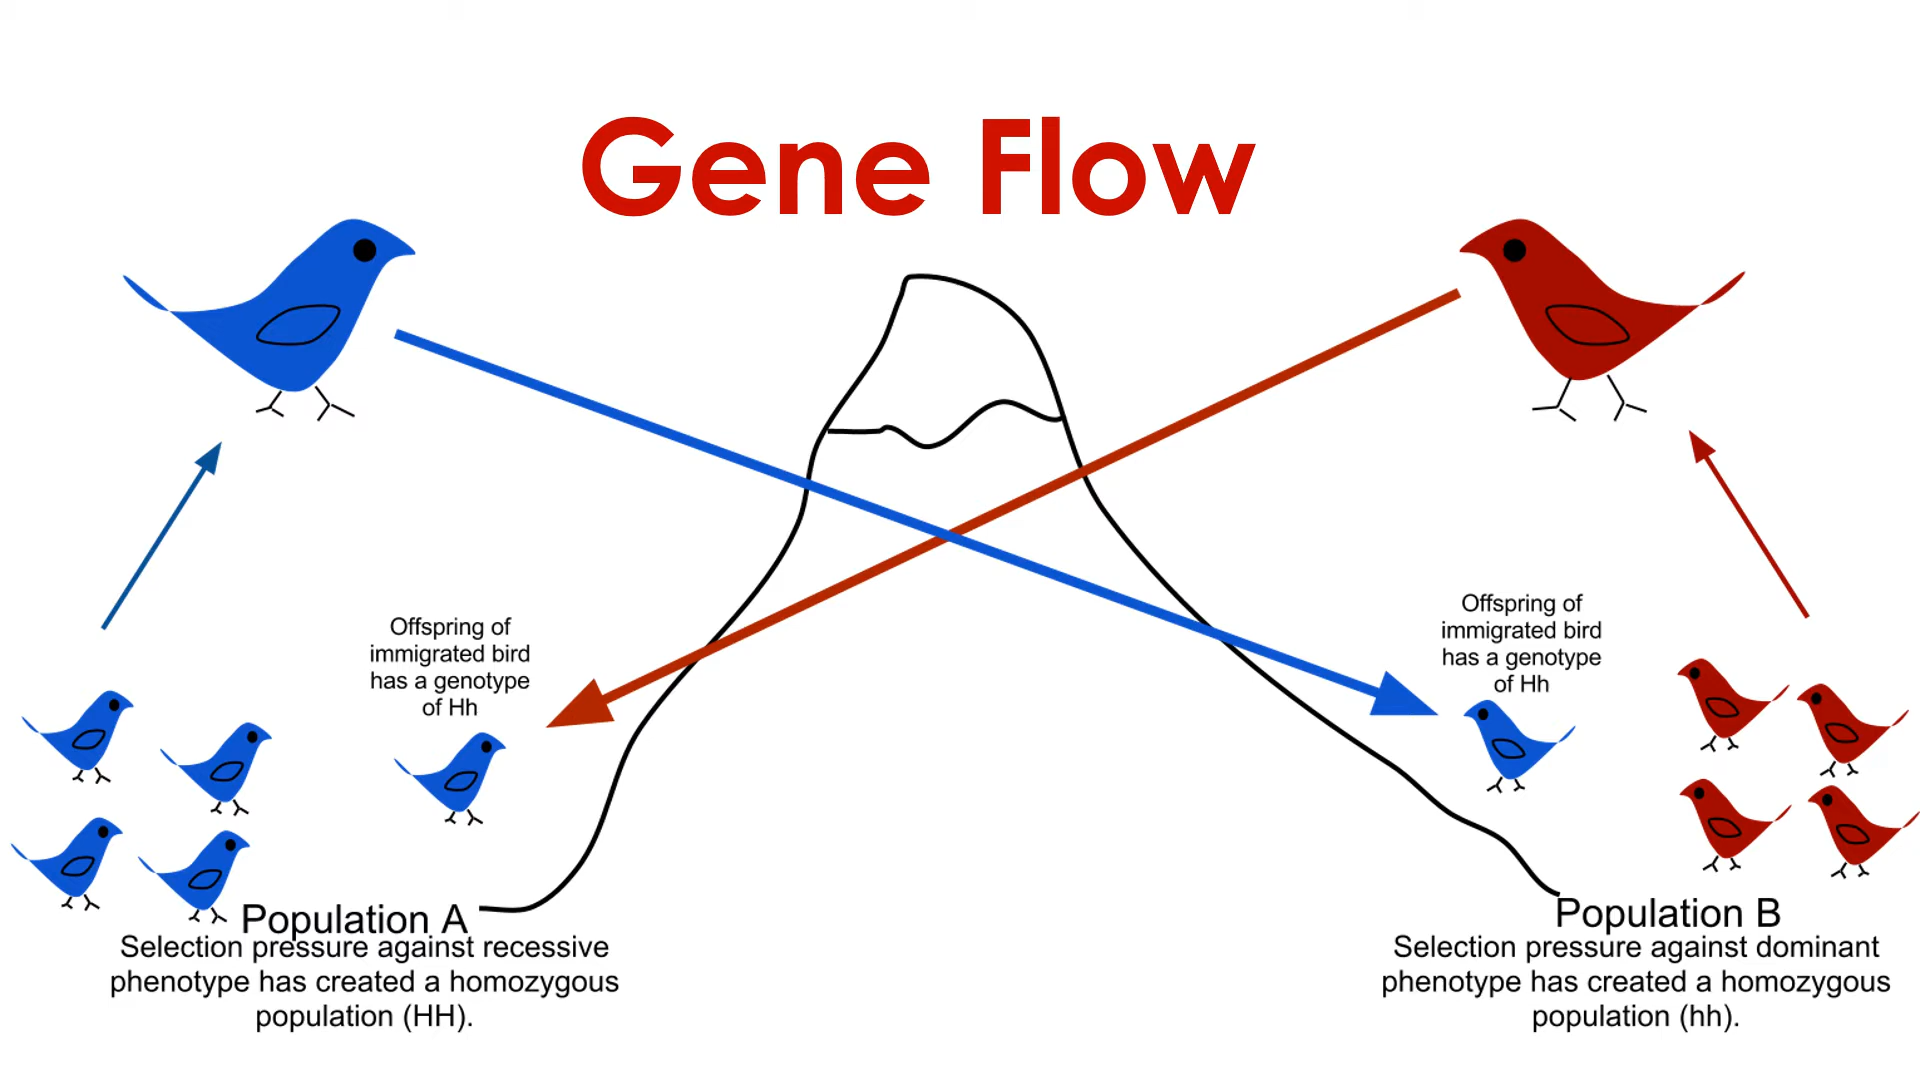 Gene Flow
Offspring of
immigrated bird
has a genotype
of Hh
Offspring of
immigrated bird
has a genotype
of Hh
Population A
Selection pressure against recessive
phenotype has created a homozygous
population (HH).
Population B
Selection pressure against dominant
phenotype has created a homozygous
population (hh).